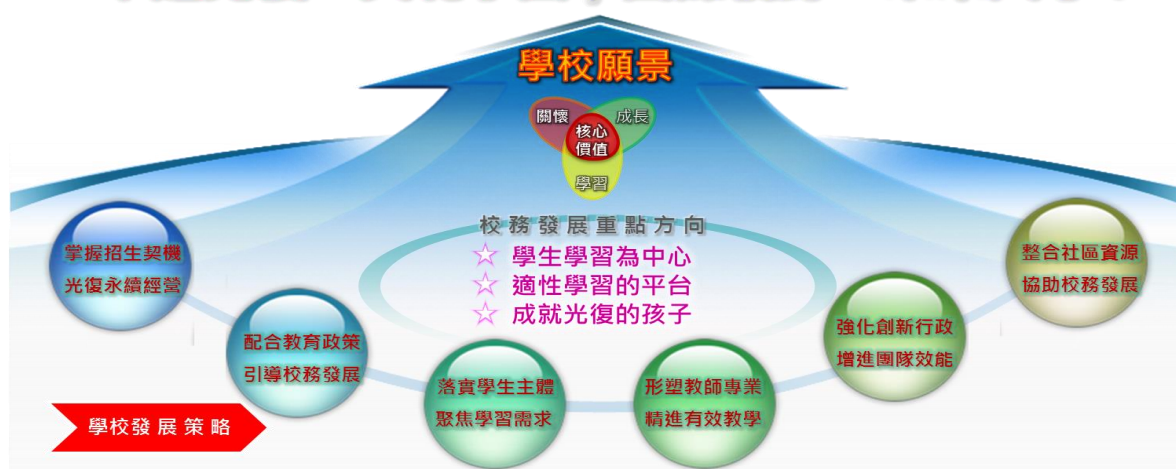 學校願景
關懷
成長
核心
價值
學習
校務發展重點方向
☆ 學生學習為中心
☆ 適性學習的平台
☆ 成就光復的孩子
掌握招生契機
光復永續經營
配合教育政策
引導校務發展
落實學生主體
聚焦學習需求
形塑教師專業
精進有效教學
強化創新行政
增進團隊效能
整合社區資源
協助校務發展
學校發展策略